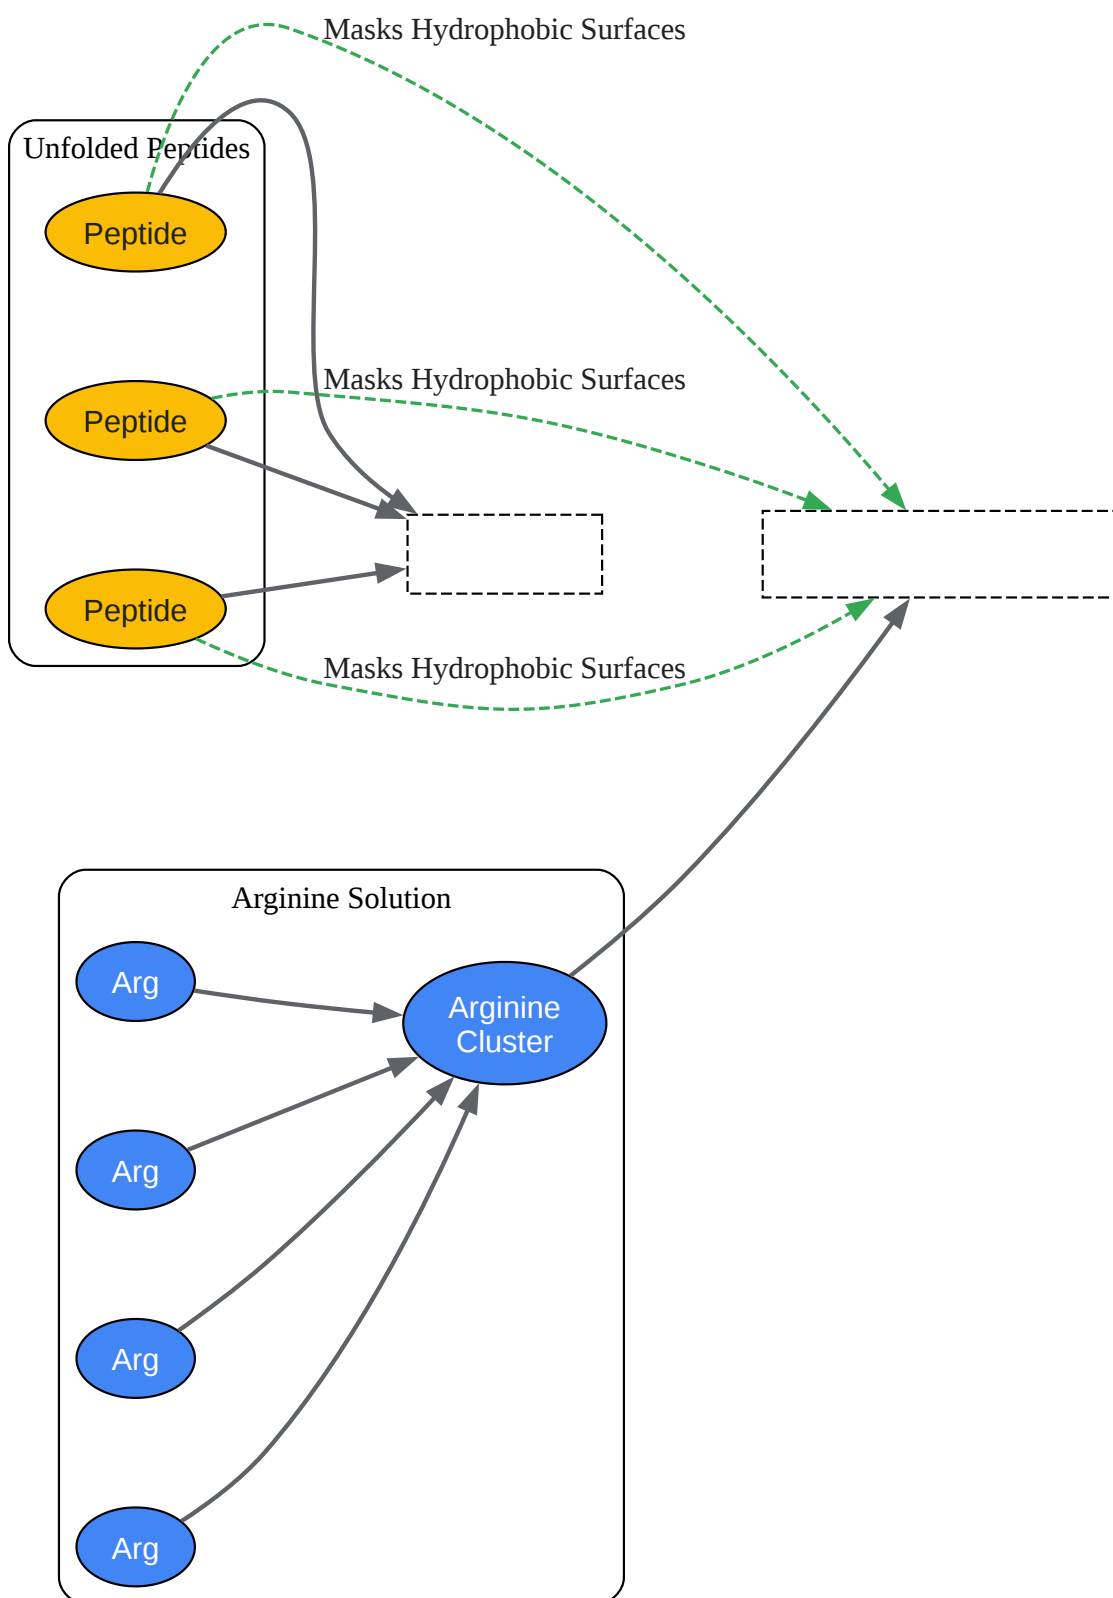 Masks Hydrophobic Surfaces
Unfolded Peptides
Peptide
Masks Hydrophobic Surfaces
Peptide
Peptide
Masks Hydrophobic Surfaces
Arginine Solution
Arg
Arginine
Cluster
Arg
Arg
Arg